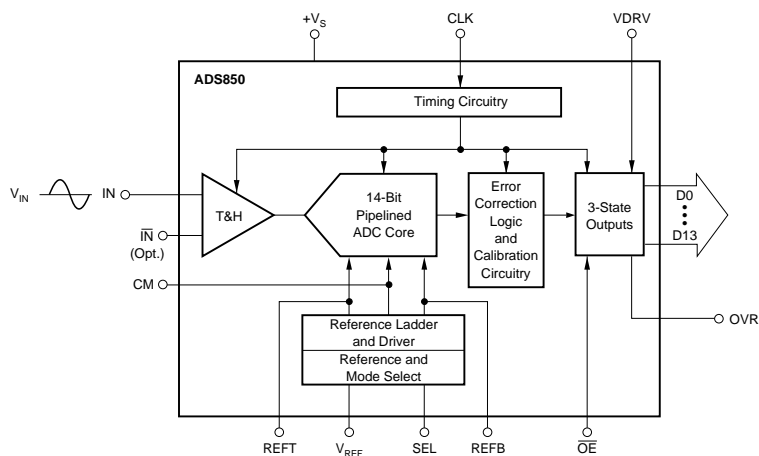 +VS
CLK
VDRV
ADS850
Timing Circuitry
VIN
IN
T&H
14-Bit
Pipelined
ADC Core
Error
Correction
Logic
and
Calibration
Circuitry
3-State
Outputs
D0
D13
IN
(Opt.)
CM
Reference Ladder
and Driver
Reference and
Mode Select
OVR
REFT
VREF
SEL
REFB
OE